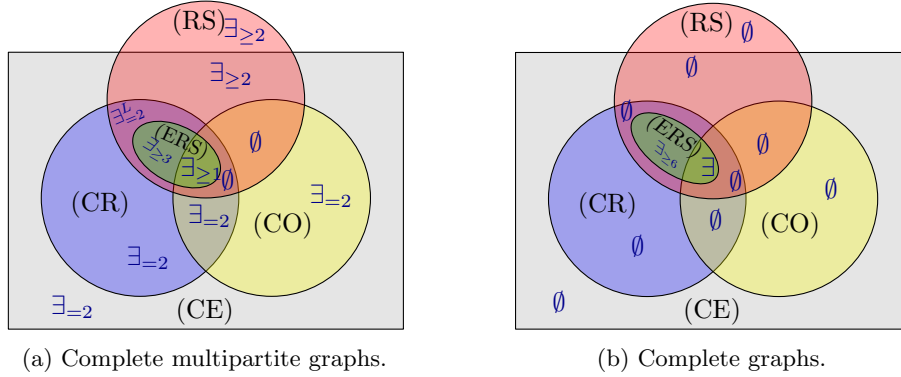 (RS)
∃≥2
∃≥2
∃ᴸ=2
(ERS)
∃≥3
∅
∃≥1
∅
(CR)
∃=2
∃=2
(CO)
∃=2
∃=2
(CE)
(a) Complete multipartite graphs.
(RS)
∅
∅
∅
(ERS)
∃≥6
∅
∃
∅
∅
(CR)
∅
(CO)
∅
∅
(CE)
(b) Complete graphs.